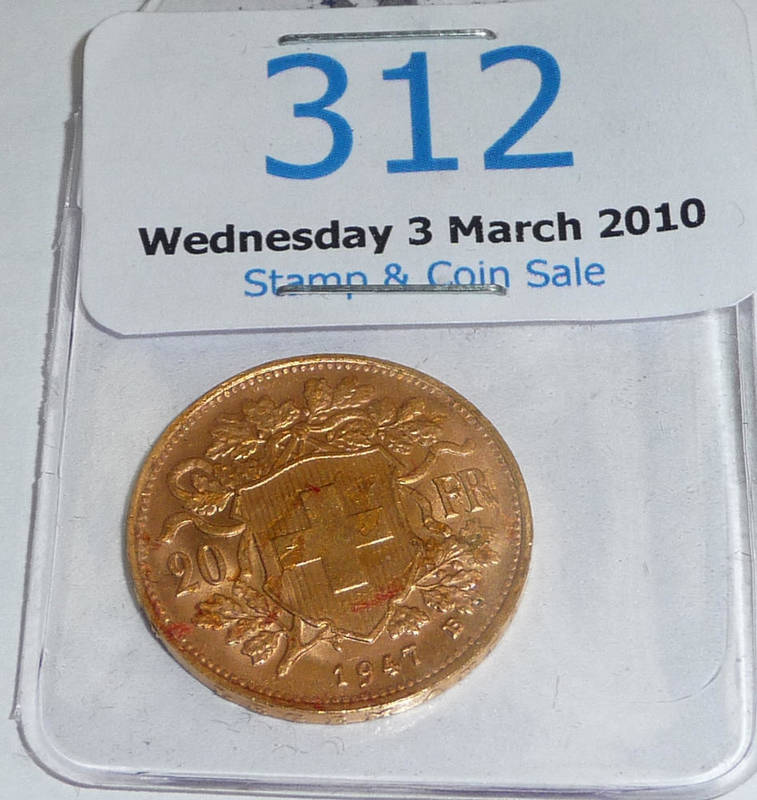 312
Wednesday 3 March 2010
Stamp & Coin Sale
20 FR
1947 B